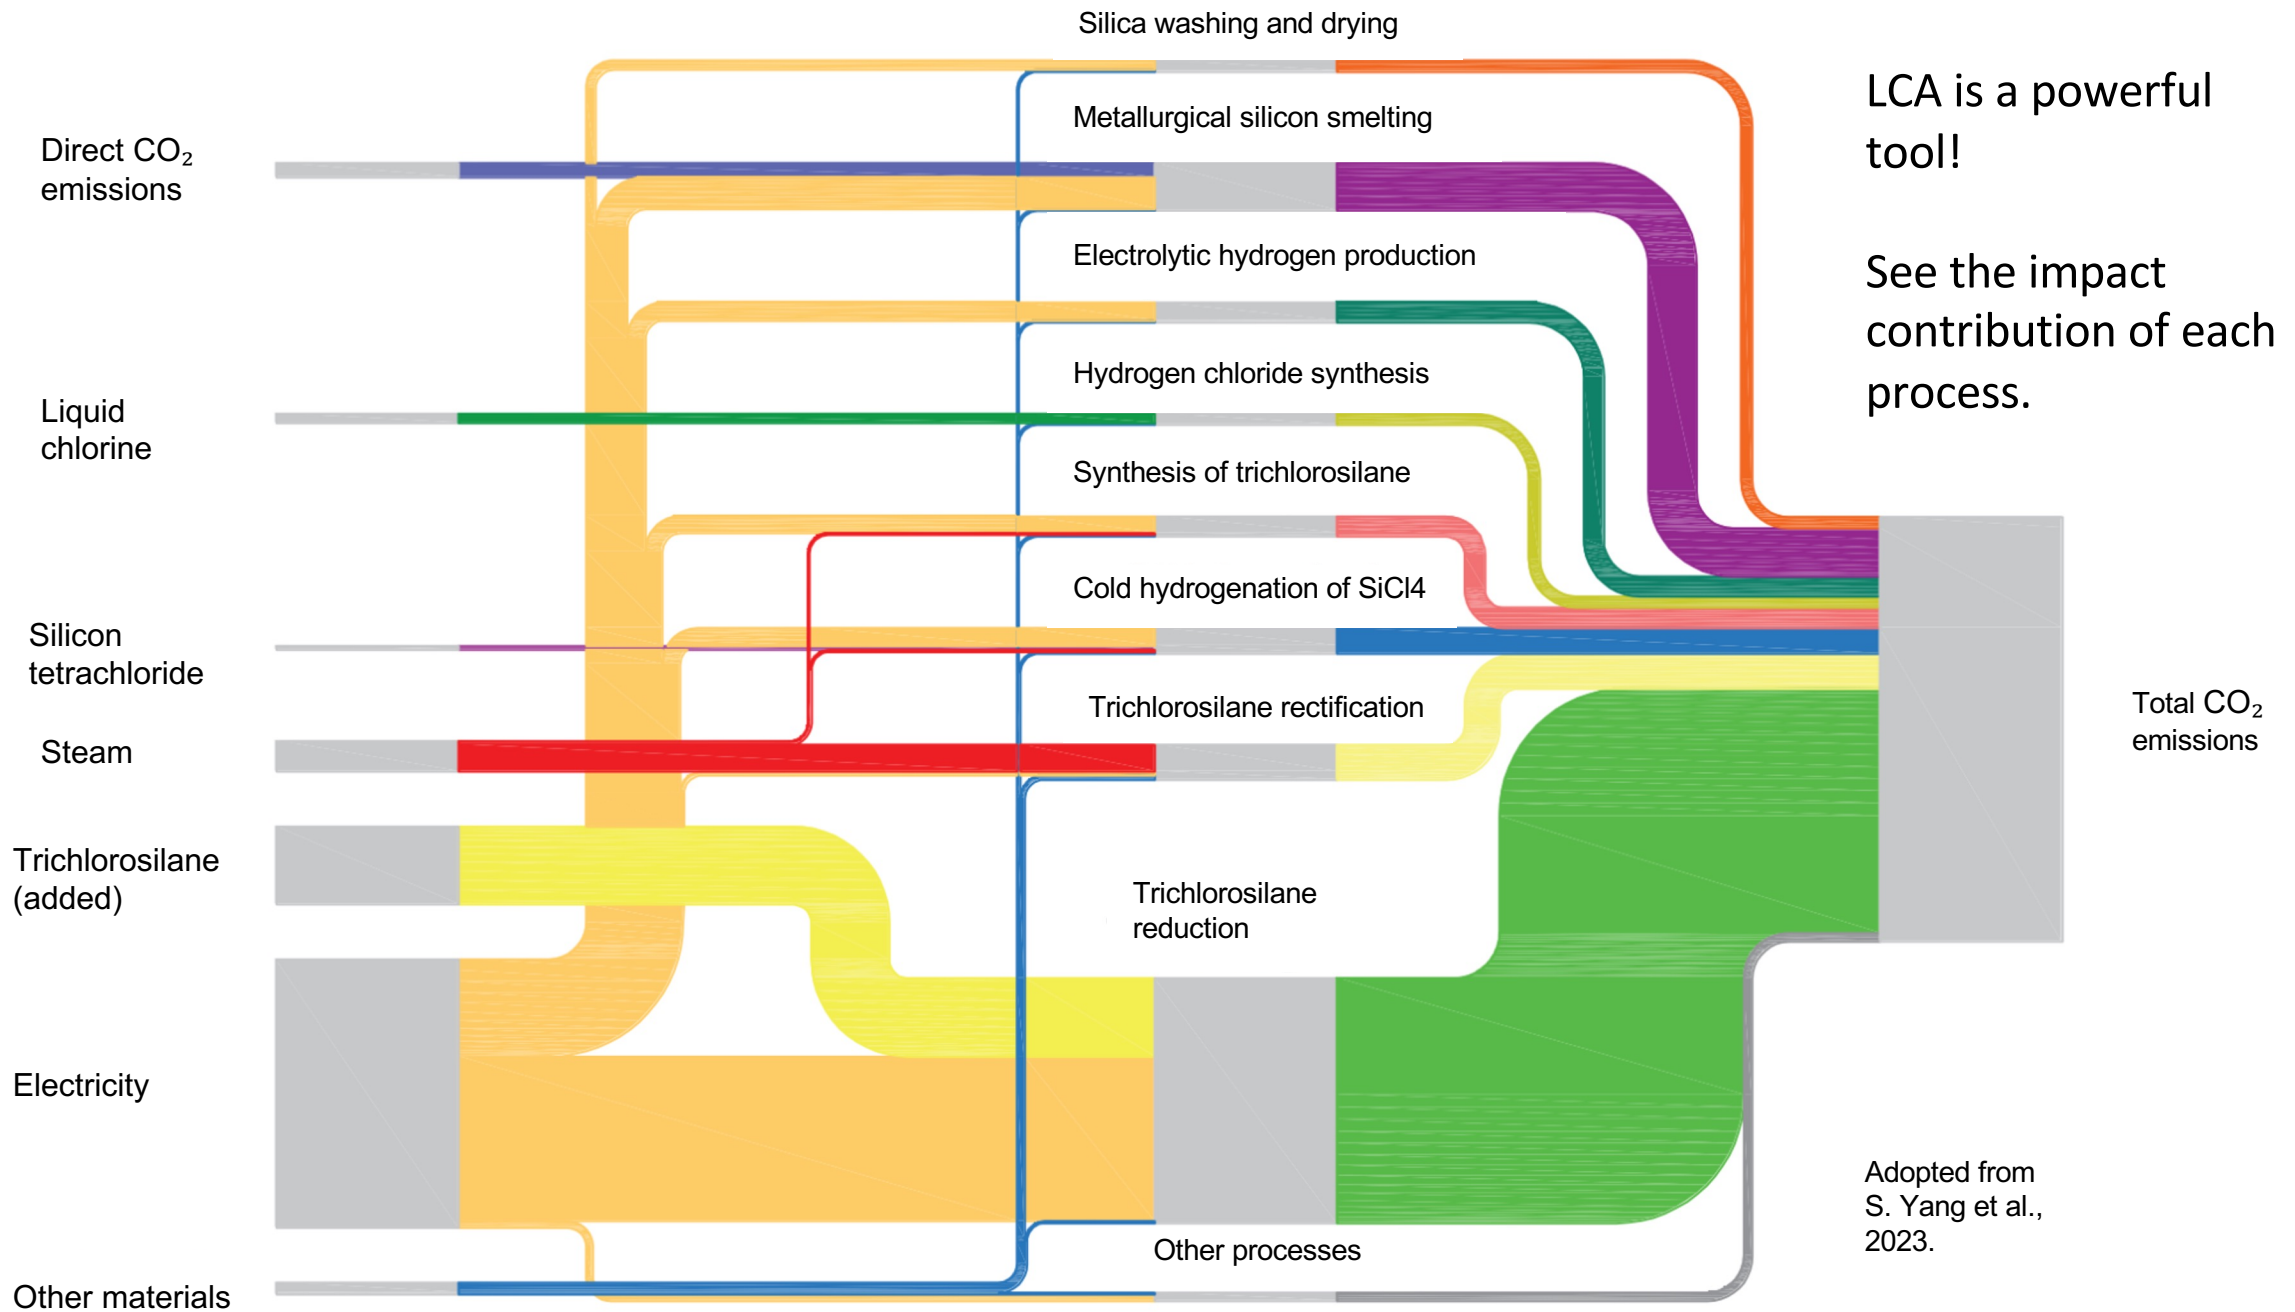 Silica washing and drying
LCA is a powerful
tool!
See the impact
contribution of each
process.
Direct CO₂
emissions
Liquid
chlorine
Silicon
tetrachloride
Steam
Trichlorosilane
(added)
Electricity
Other materials
Metallurgical silicon smelting
Electrolytic hydrogen production
Hydrogen chloride synthesis
Synthesis of trichlorosilane
Cold hydrogenation of SiCl4
Trichlorosilane rectification
Trichlorosilane
reduction
Other processes
Total CO₂
emissions
Adopted from
S. Yang et al.,
2023.